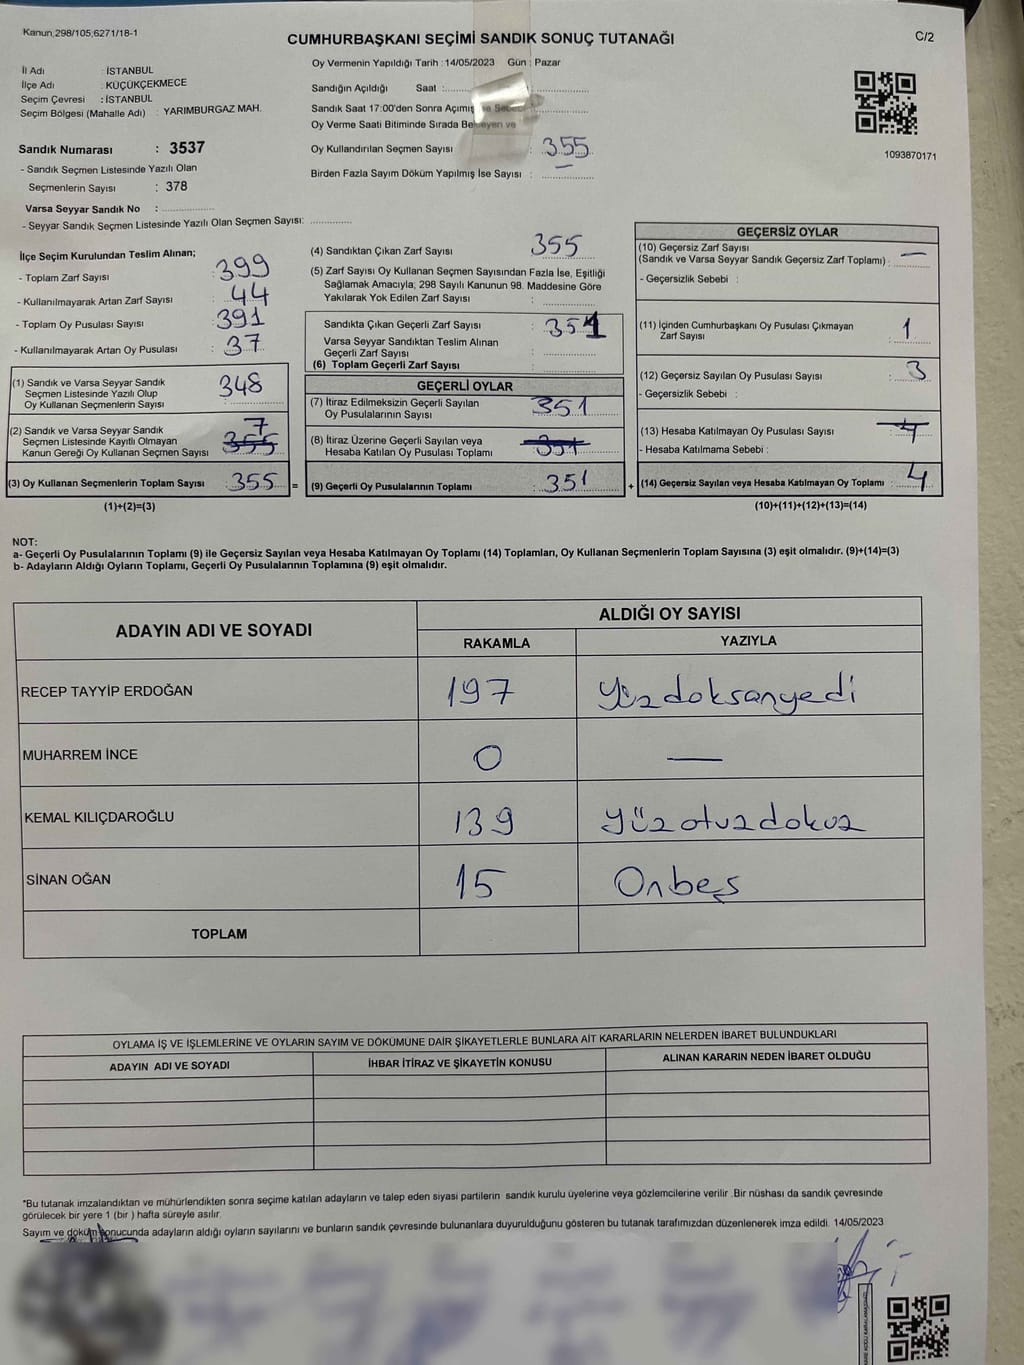 Kanun,298/105,6271/18-1
CUMHURBAŞKANI SEÇİMİ SANDIK SONUÇ TUTANAĞI
C/2
Oy Vermenin Yapıldığı Tarih : 14/05/2023 Gün : Pazar
İl Adı : İSTANBUL
İlçe Adı : KÜÇÜKÇEKMECE
Seçim Çevresi : İSTANBUL
Seçim Bölgesi (Mahalle Adı) : YARIMBURGAZ MAH.
Sandığın Açıldığı Saat :
Sandık Saat 17:00'den Sonra Açılmış
Oy Verme Saati Bitiminde Sırada Bekleyen ve
Oy Kullandırılan Seçmen Sayısı : 355
Birden Fazla Sayım Döküm Yapılmış İse Sayısı :
1093870171
Sandık Numarası : 3537
- Sandık Seçmen Listesinde Yazılı Olan
Seçmenlerin Sayısı : 378
Varsa Seyyar Sandık No :
- Seyyar Sandık Seçmen Listesinde Yazılı Olan Seçmen Sayısı:
İlçe Seçim Kurulundan Teslim Alınan;
- Toplam Zarf Sayısı : 399
- Kullanılmayarak Artan Zarf Sayısı : 44
- Toplam Oy Pusulası Sayısı : 391
- Kullanılmayarak Artan Oy Pusulası : 37
(1) Sandık ve Varsa Seyyar Sandık
Seçmen Listesinde Yazılı Olup
Oy Kullanan Seçmenlerin Sayısı : 348
(2) Sandık ve Varsa Seyyar Sandık
Seçmen Listesinde Kayıtlı Olmayan
Kanun Gereği Oy Kullanan Seçmen Sayısı 7 355
(3) Oy Kullanan Seçmenlerin Toplam Sayısı : 355 =
(1)+(2)=(3)
(4) Sandıktan Çıkan Zarf Sayısı : 355
(5) Zarf Sayısı Oy Kullanan Seçmen Sayısından Fazla İse, Eşitliği
Sağlamak Amacıyla; 298 Sayılı Kanunun 98. Maddesine Göre
Yakılarak Yok Edilen Zarf Sayısı :
Sandıkta Çıkan Geçerli Zarf Sayısı : 354
Varsa Seyyar Sandıktan Teslim Alınan
Geçerli Zarf Sayısı :
(6) Toplam Geçerli Zarf Sayısı :
GEÇERLİ OYLAR
(7) İtiraz Edilmeksizin Geçerli Sayılan
Oy Pusulalarının Sayısı : 351
(8) İtiraz Üzerine Geçerli Sayılan veya
Hesaba Katılan Oy Pusulası Toplamı : 351
(9) Geçerli Oy Pusulalarının Toplamı : 351 +
GEÇERSİZ OYLAR
(10) Geçersiz Zarf Sayısı
(Sandık ve Varsa Seyyar Sandık Geçersiz Zarf Toplamı) : —
- Geçersizlik Sebebi :
(11) İçinden Cumhurbaşkanı Oy Pusulası Çıkmayan
Zarf Sayısı : 1
(12) Geçersiz Sayılan Oy Pusulası Sayısı : 3
- Geçersizlik Sebebi :
(13) Hesaba Katılmayan Oy Pusulası Sayısı : 4
- Hesaba Katılmama Sebebi :
(14) Geçersiz Sayılan veya Hesaba Katılmayan Oy Toplamı : 4
(10)+(11)+(12)+(13)=(14)
NOT:
a- Geçerli Oy Pusulalarının Toplamı (9) ile Geçersiz Sayılan veya Hesaba Katılmayan Oy Toplamı (14) Toplamları, Oy Kullanan Seçmenlerin Toplam Sayısına (3) eşit olmalıdır. (9)+(14)=(3)
b- Adayların Aldığı Oyların Toplamı, Geçerli Oy Pusulalarının Toplamına (9) eşit olmalıdır.
ADAYIN ADI VE SOYADI
ALDIĞI OY SAYISI
RAKAMLA YAZIYLA
RECEP TAYYİP ERDOĞAN 197 Yüzdoksanyedi
MUHARREM İNCE 0 —
KEMAL KILIÇDAROĞLU 139 yüzotuzdokuz
SİNAN OĞAN 15 Onbeş
TOPLAM
OYLAMA İŞ VE İŞLEMLERİNE VE OYLARIN SAYIM VE DÖKÜMÜNE DAİR ŞİKAYETLERLE BUNLARA AİT KARARLARIN NELERDEN İBARET BULUNDUKLARI
ADAYIN ADI VE SOYADI İHBAR İTİRAZ VE ŞİKAYETİN KONUSU ALINAN KARARIN NEDEN İBARET OLDUĞU
*Bu tutanak imzalandıktan ve mühürlendikten sonra seçime katılan adayların ve talep eden siyasi partilerin sandık kurulu üyelerine veya gözlemcilerine verilir .Bir nüshası da sandık çevresinde
görülecek bir yere 1 (bir ) hafta süreyle asılır.
Sayım ve döküm sonucunda adayların aldığı oyların sayılarını ve bunların sandık çevresinde bulunanlara duyurulduğunu gösteren bu tutanak tarafımızdan düzenlenerek imza edildi. 14/05/2023